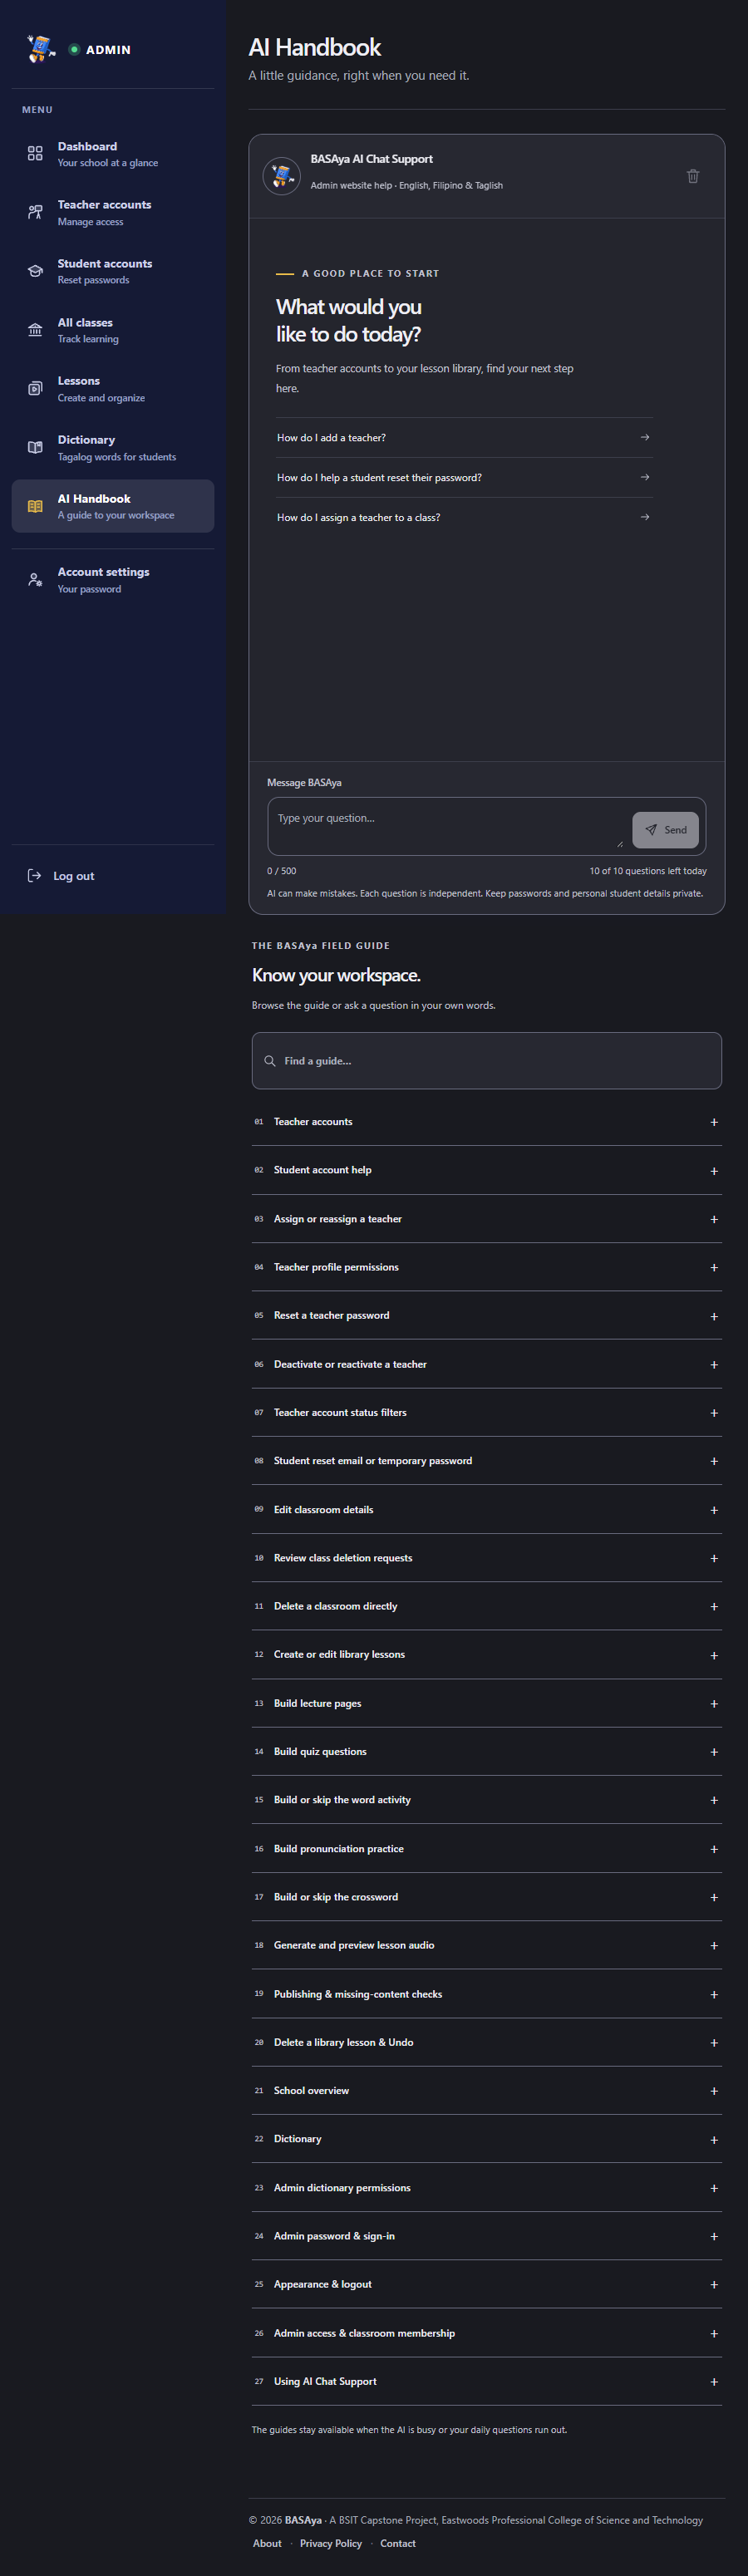 ADMIN
MENU
Dashboard
Your school at a glance
Teacher accounts
Manage access
Student accounts
Reset passwords
All classes
Track learning
Lessons
Create and organize
Dictionary
Tagalog words for students
AI Handbook
A guide to your workspace
Account settings
Your password
Log out
AI Handbook
A little guidance, right when you need it.
BASAya AI Chat Support
Admin website help · English, Filipino & Taglish
A GOOD PLACE TO START
What would you
like to do today?
From teacher accounts to your lesson library, find your next step
here.
How do I add a teacher?
How do I help a student reset their password?
How do I assign a teacher to a class?
Message BASAya
Type your question...
Send
0 / 500
10 of 10 questions left today
AI can make mistakes. Each question is independent. Keep passwords and personal student details private.
THE BASAya FIELD GUIDE
Know your workspace.
Browse the guide or ask a question in your own words.
Find a guide...
01 Teacher accounts +
02 Student account help +
03 Assign or reassign a teacher +
04 Teacher profile permissions +
05 Reset a teacher password +
06 Deactivate or reactivate a teacher +
07 Teacher account status filters +
08 Student reset email or temporary password +
09 Edit classroom details +
10 Review class deletion requests +
11 Delete a classroom directly +
12 Create or edit library lessons +
13 Build lecture pages +
14 Build quiz questions +
15 Build or skip the word activity +
16 Build pronunciation practice +
17 Build or skip the crossword +
18 Generate and preview lesson audio +
19 Publishing & missing-content checks +
20 Delete a library lesson & Undo +
21 School overview +
22 Dictionary +
23 Admin dictionary permissions +
24 Admin password & sign-in +
25 Appearance & logout +
26 Admin access & classroom membership +
27 Using AI Chat Support +
The guides stay available when the AI is busy or your daily questions run out.
© 2026 BASAya · A BSIT Capstone Project, Eastwoods Professional College of Science and Technology
About · Privacy Policy · Contact